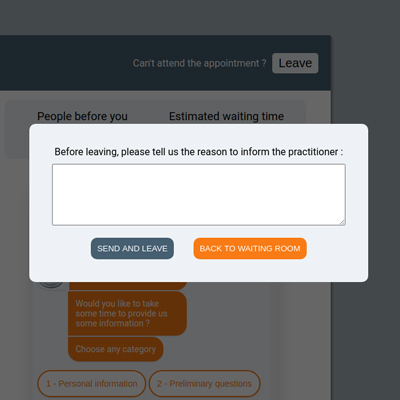 Can't attend the appointment ?
Leave
People before you
Estimated waiting time
Before leaving, please tell us the reason to inform the practitioner :
SEND AND LEAVE
BACK TO WAITING ROOM
Would you like to take
some time to provide us
some information ?
Choose any category
1 - Personal information
2 - Preliminary questions